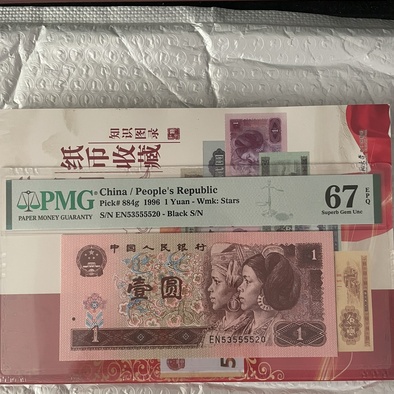 知识图录
纸币收藏
PMG
PAPER MONEY GUARANTY
China / People's Republic
Pick# 884g 1996 1 Yuan - Wmk: Stars
S/N EN53555520 - Black S/N
67
EPQ
Superb Gem Unc
中国人民银行
1
壹圆
1
EN53555520
5